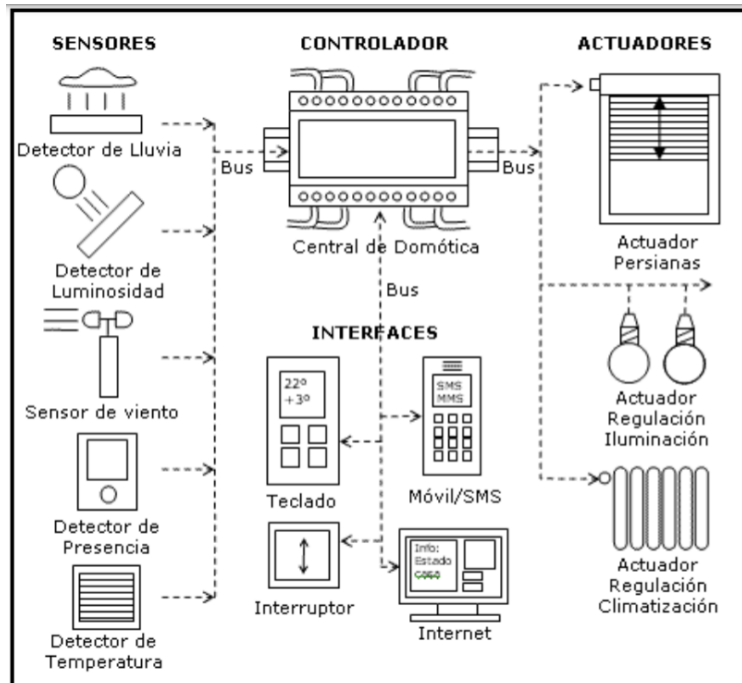 SENSORES
Detector de Lluvia
Detector de
Luminosidad
Sensor de viento
Detector de
Presencia
Detector de
Temperatura
CONTROLADOR
Bus
Bus
Central de Domótica
Bus
INTERFACES
22º
+3º
Teclado
SMS
MMS
Móvil/SMS
Interruptor
Info:
Estado
casa
Internet
ACTUADORES
Actuador
Persianas
Actuador
Regulación
Iluminación
Actuador
Regulación
Climatización